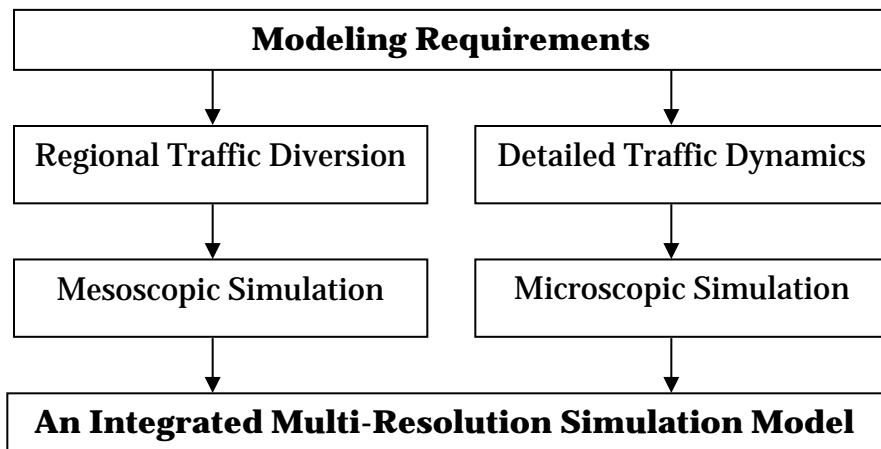 Modeling Requirements
Regional Traffic Diversion
Detailed Traffic Dynamics
Mesoscopic Simulation
Microscopic Simulation
An Integrated Multi-Resolution Simulation Model